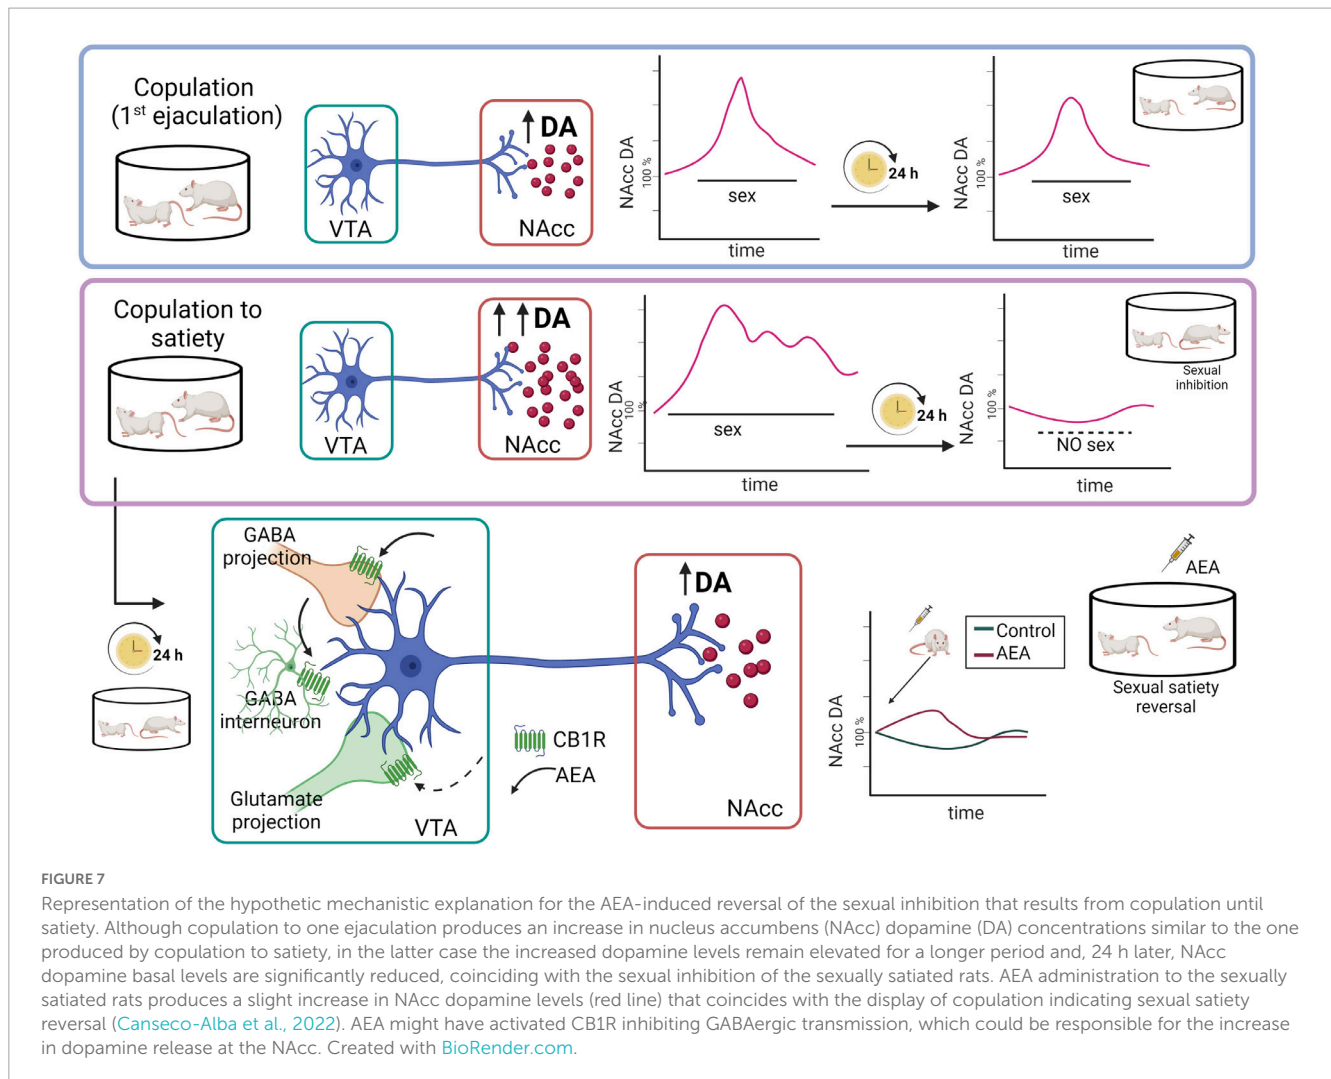 Copulation
(1st ejaculation)
VTA
DA
NAcc
NAcc DA
100 %
sex
time
24 h
NAcc DA
100 %
sex
time
Copulation to
satiety
VTA
DA
NAcc
NAcc DA
100 %
sex
time
24 h
NAcc DA
100 %
NO sex
time
Sexual
inhibition
24 h
GABA
projection
GABA
interneuron
Glutamate
projection
VTA
CB1R
AEA
DA
NAcc
NAcc DA
100 %
Control
AEA
time
AEA
Sexual satiety
reversal
FIGURE 7
Representation of the hypothetic mechanistic explanation for the AEA-induced reversal of the sexual inhibition that results from copulation until
satiety. Although copulation to one ejaculation produces an increase in nucleus accumbens (NAcc) dopamine (DA) concentrations similar to the one
produced by copulation to satiety, in the latter case the increased dopamine levels remain elevated for a longer period and, 24 h later, NAcc
dopamine basal levels are significantly reduced, coinciding with the sexual inhibition of the sexually satiated rats. AEA administration to the sexually
satiated rats produces a slight increase in NAcc dopamine levels (red line) that coincides with the display of copulation indicating sexual satiety
reversal (Canseco-Alba et al., 2022). AEA might have activated CB1R inhibiting GABAergic transmission, which could be responsible for the increase
in dopamine release at the NAcc. Created with BioRender.com.